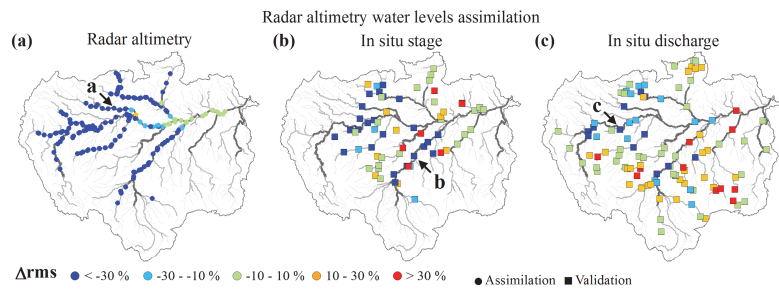 Radar altimetry water levels assimilation
(a) Radar altimetry (b) In situ stage (c) In situ discharge
a
c
b
Δrms < -30 % -30 - -10 % -10 - 10 % 10 - 30% > 30 % Assimilation Validation